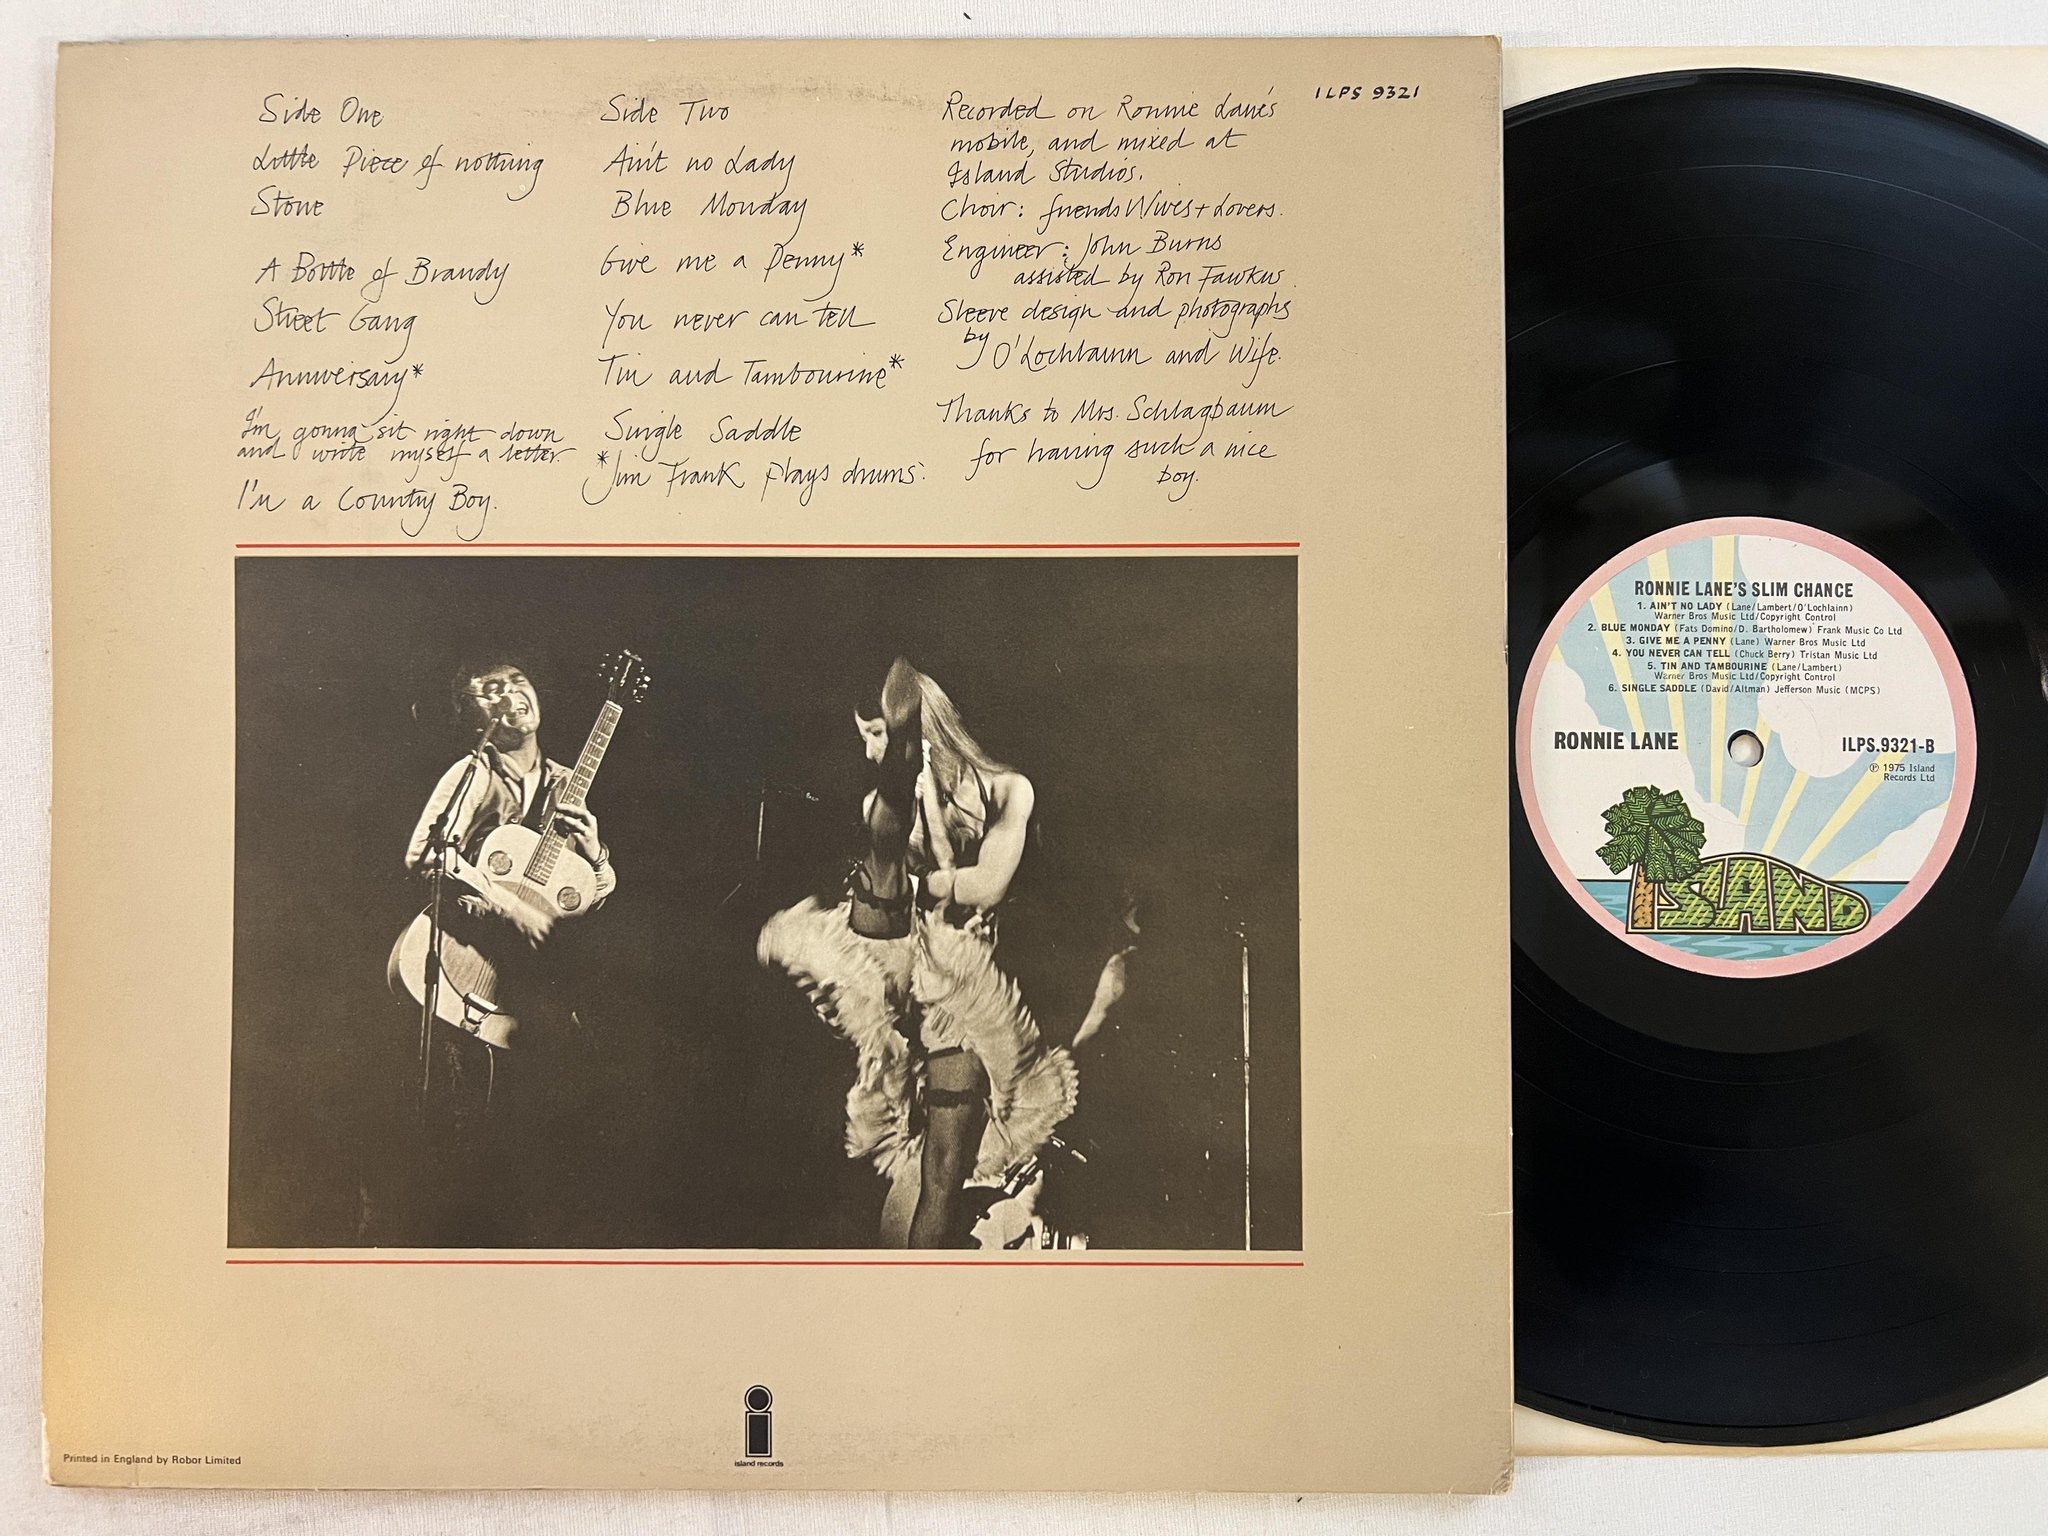 ILPS 9321
Side One
Little Piece of nothing
Stone
A Bottle of Brandy
Street Gang
Anniversary*
I'm gonna sit right down
and write myself a letter.
I'm a Country Boy.
Side Two
Ain't no Lady
Blue Monday
Give me a Penny*
You never can tell
Tin and Tambourine*
Single Saddle
*Jim Frank plays drums.
Recorded on Ronnie Lane's
mobile, and mixed at
Island Studios.
Choir: friends Wives + Lovers.
Engineer: John Burns
assisted by Ron Fawkus.
Sleeve design and photographs
by O'Lochlainn and Wife.
Thanks to Mrs. Schlagbaum
for having such a nice
boy.
island records
Printed in England by Robor Limited
RONNIE LANE'S SLIM CHANCE
1. AIN'T NO LADY (Lane/Lambert/O'Lochlainn)
Warner Bros Music Ltd/Copyright Control
2. BLUE MONDAY (Fats Domino/D. Bartholomew) Frank Music Co Ltd
3. GIVE ME A PENNY (Lane) Warner Bros Music Ltd
4. YOU NEVER CAN TELL (Chuck Berry) Tristan Music Ltd
5. TIN AND TAMBOURINE (Lane/Lambert)
Warner Bros Music Ltd/Copyright Control
6. SINGLE SADDLE (David/Altman) Jefferson Music (MCPS)
RONNIE LANE
ILPS.9321-B
℗ 1975 Island
Records Ltd
ISLAND